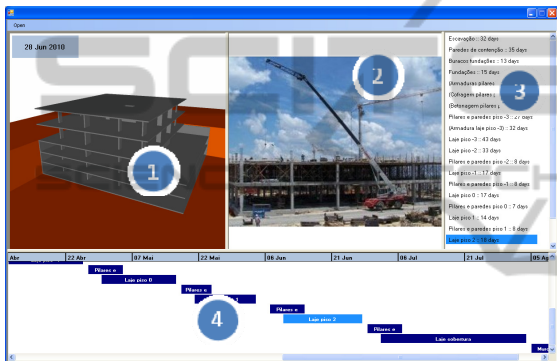 Open
20 Jun 2010
1
2
3
Escavação :: 32 days
Paredes de contenção :: 35 days
Buracos fundações :: 13 days
Fundações :: 15 days
(Armaduras pilares
(Cofragem pilares
(Betonagem pilares
Pilares e paredes piso -3 :: 27 days
(Armadura laje piso -3) :: 32 days
Laje piso -3 :: 43 days
Laje piso -2 :: 33 days
Pilares e paredes piso -2 :: 8 days
Laje piso -1 :: 17 days
Pilares e paredes piso -1 :: 8 days
Laje piso 0 :: 17 days
Pilares e paredes piso 0 :: 7 days
Laje piso 1 :: 14 days
Pilares e paredes piso 1 :: 8 days
Laje piso 2 :: 18 days
Abr
22 Abr
07 Mai
22 Mai
06 Jun
21 Jun
06 Jul
21 Jul
05 Ag
Pilares e
Laje piso 0
Pilares e
4
Pilares e
Laje piso 2
Pilares e
Laje cobertura